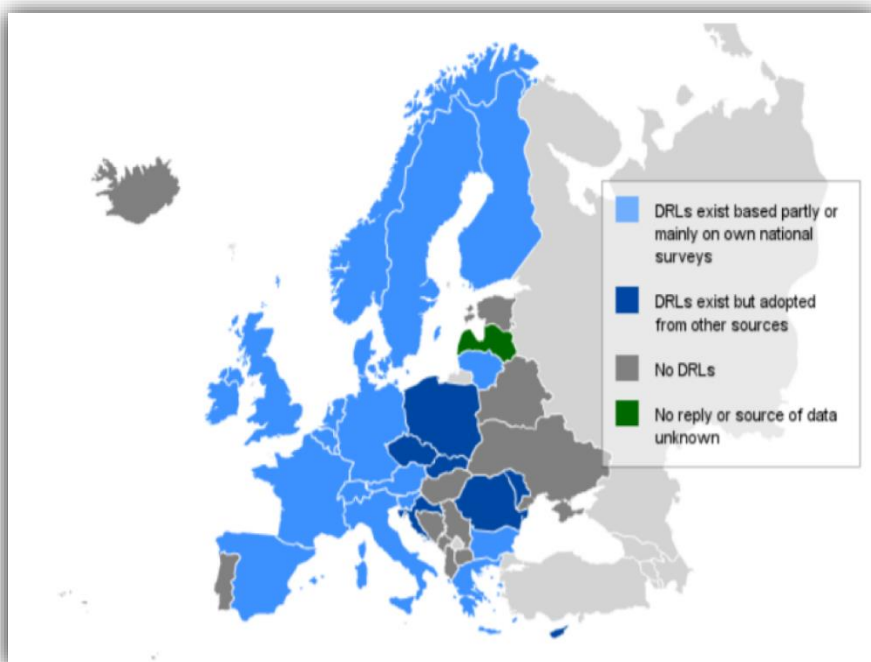 DRLs exist based partly or
mainly on own national
surveys
DRLs exist but adopted
from other sources
No DRLs
No reply or source of data
unknown